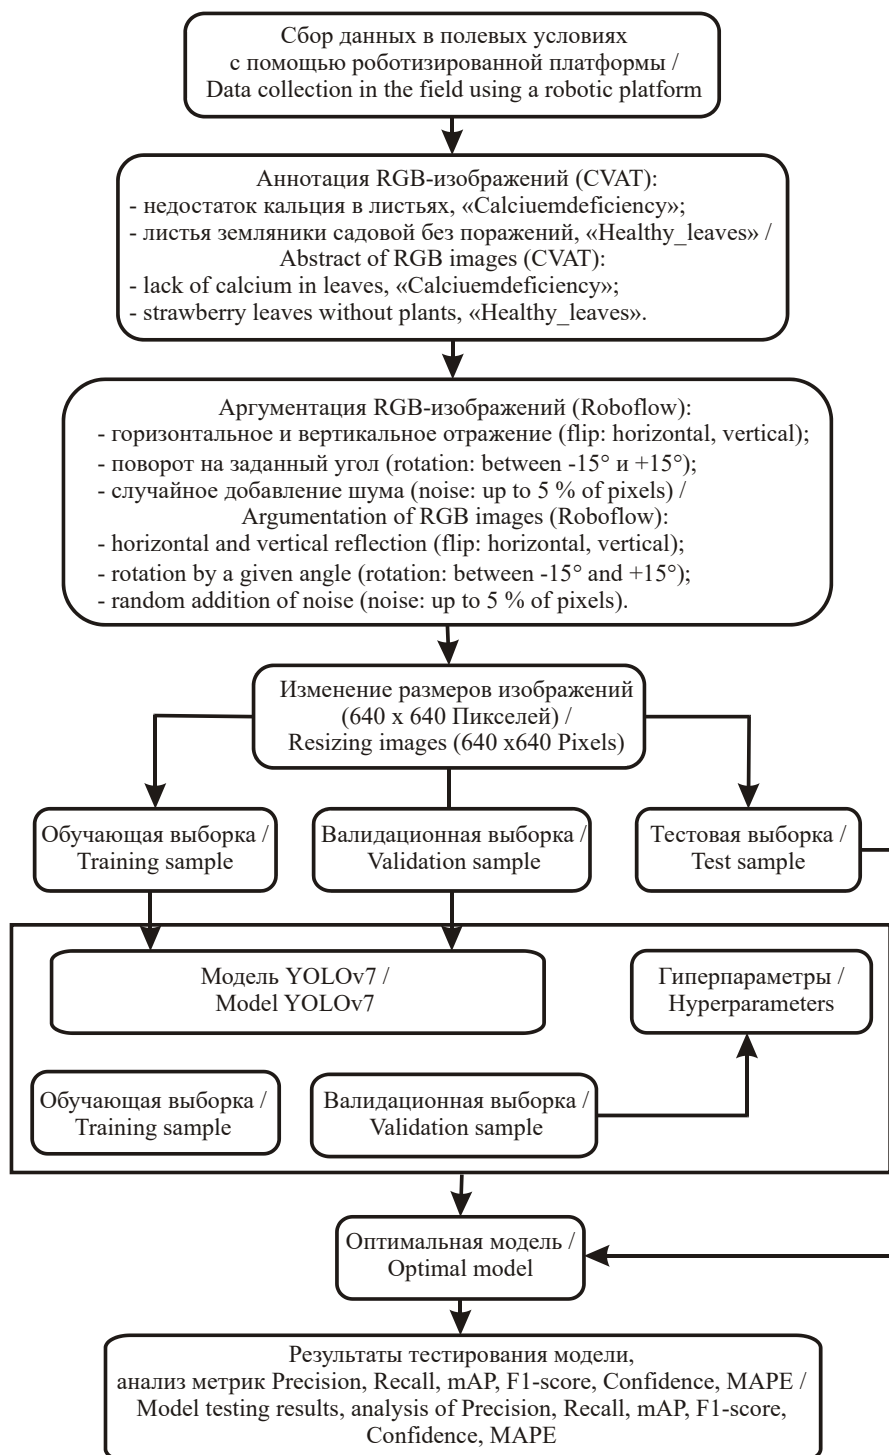 Сбор данных в полевых условиях
с помощью роботизированной платформы /
Data collection in the field using a robotic platform
Аннотация RGB-изображений (CVAT):
- недостаток кальция в листьях, «Calciuemdeficiency»;
- листья земляники садовой без поражений, «Healthy_leaves» /
Abstract of RGB images (CVAT):
- lack of calcium in leaves, «Calciuemdeficiency»;
- strawberry leaves without plants, «Healthy_leaves».
Аргументация RGB-изображений (Roboflow):
- горизонтальное и вертикальное отражение (flip: horizontal, vertical);
- поворот на заданный угол (rotation: between -15° и +15°);
- случайное добавление шума (noise: up to 5 % of pixels) /
Argumentation of RGB images (Roboflow):
- horizontal and vertical reflection (flip: horizontal, vertical);
- rotation by a given angle (rotation: between -15° and +15°);
- random addition of noise (noise: up to 5 % of pixels).
Изменение размеров изображений
(640 x 640 Пикселей) /
Resizing images (640 x640 Pixels)
Обучающая выборка /
Training sample
Валидационная выборка /
Validation sample
Тестовая выборка /
Test sample
Модель YOLOv7 /
Model YOLOv7
Гиперпараметры /
Hyperparameters
Обучающая выборка /
Training sample
Валидационная выборка /
Validation sample
Оптимальная модель /
Optimal model
Результаты тестирования модели,
анализ метрик Precision, Recall, mAP, F1-score, Confidence, MAPE /
Model testing results, analysis of Precision, Recall, mAP, F1-score,
Confidence, MAPE